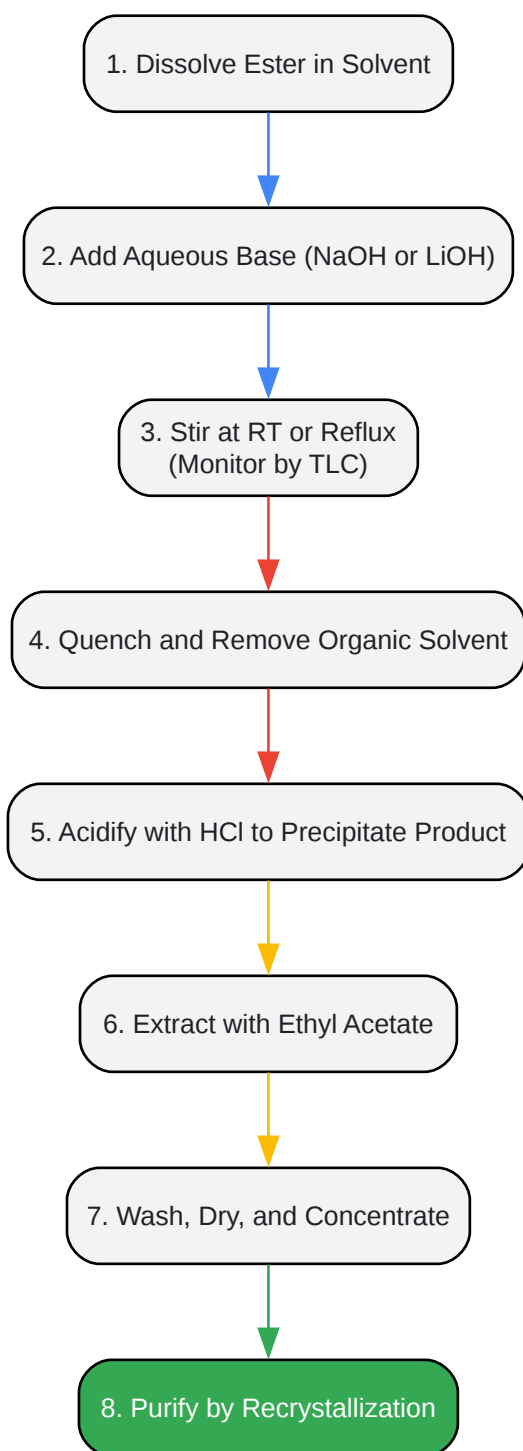 1. Dissolve Ester in Solvent
2. Add Aqueous Base (NaOH or LiOH)
3. Stir at RT or Reflux
(Monitor by TLC)
4. Quench and Remove Organic Solvent
5. Acidify with HCl to Precipitate Product
6. Extract with Ethyl Acetate
7. Wash, Dry, and Concentrate
8. Purify by Recrystallization